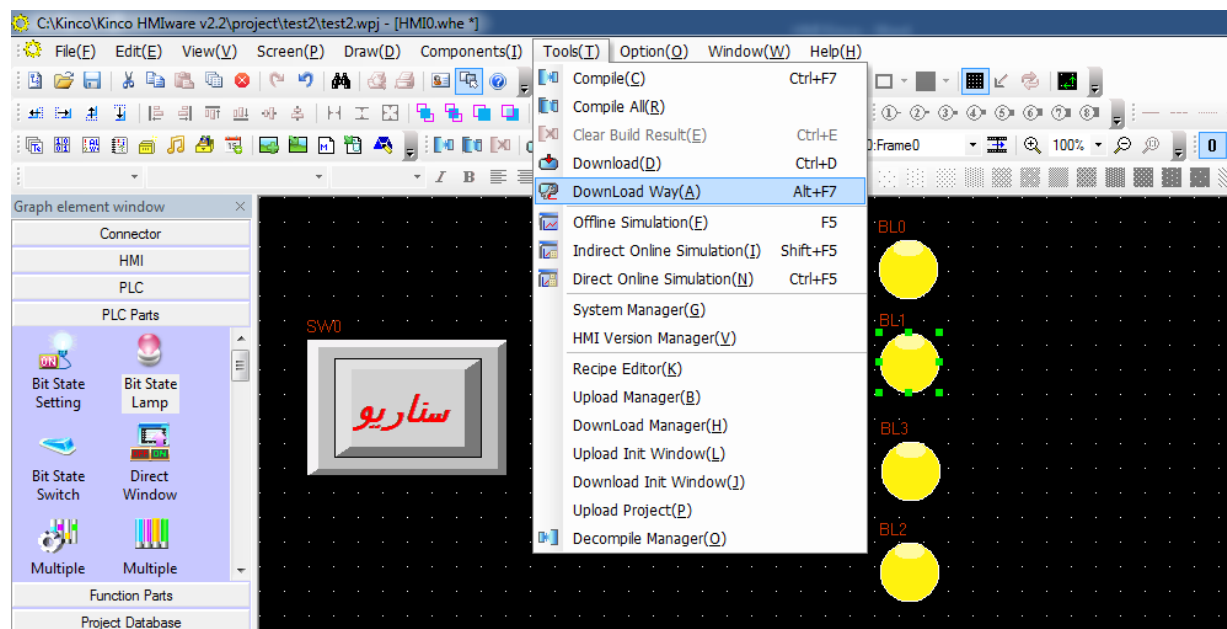 C:\Kinco\Kinco HMIware v2.2\project\test2\test2.wpj - [HMI0.whe *]
File(F) Edit(E) View(V) Screen(P) Draw(D) Components(I) Tools(T) Option(O) Window(W) Help(H)
Compile(C) Ctrl+F7
Compile All(R)
Clear Build Result(E) Ctrl+E
Download(D) Ctrl+D
DownLoad Way(A) Alt+F7
Offline Simulation(F) F5
Indirect Online Simulation(I) Shift+F5
Direct Online Simulation(N) Ctrl+F5
System Manager(G)
HMI Version Manager(V)
Recipe Editor(K)
Upload Manager(B)
DownLoad Manager(H)
Upload Init Window(L)
Download Init Window(J)
Upload Project(P)
Decompile Manager(O)
0:Frame0 100% 0
I B
Graph element window
Connector
HMI
PLC
PLC Parts
Bit State Setting
Bit State Lamp
Bit State Switch
Direct Window
Multiple
Multiple
Function Parts
Project Database
SW0
سناریو
BL0
BL1
BL3
BL2